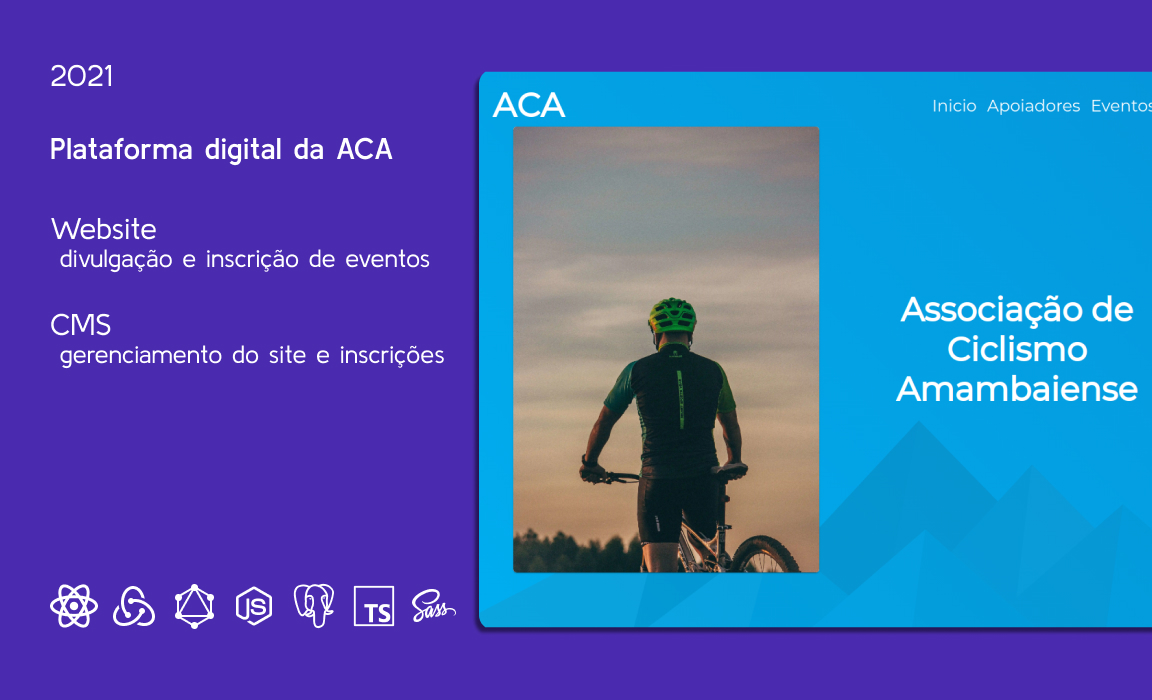 2021
Plataforma digital da ACA
Website
divulgação e inscrição de eventos
CMS
gerenciamento do site e inscrições
JS
TS
Sass
ACA
Inicio Apoiadores Eventos
Associação de
Ciclismo
Amambaiense